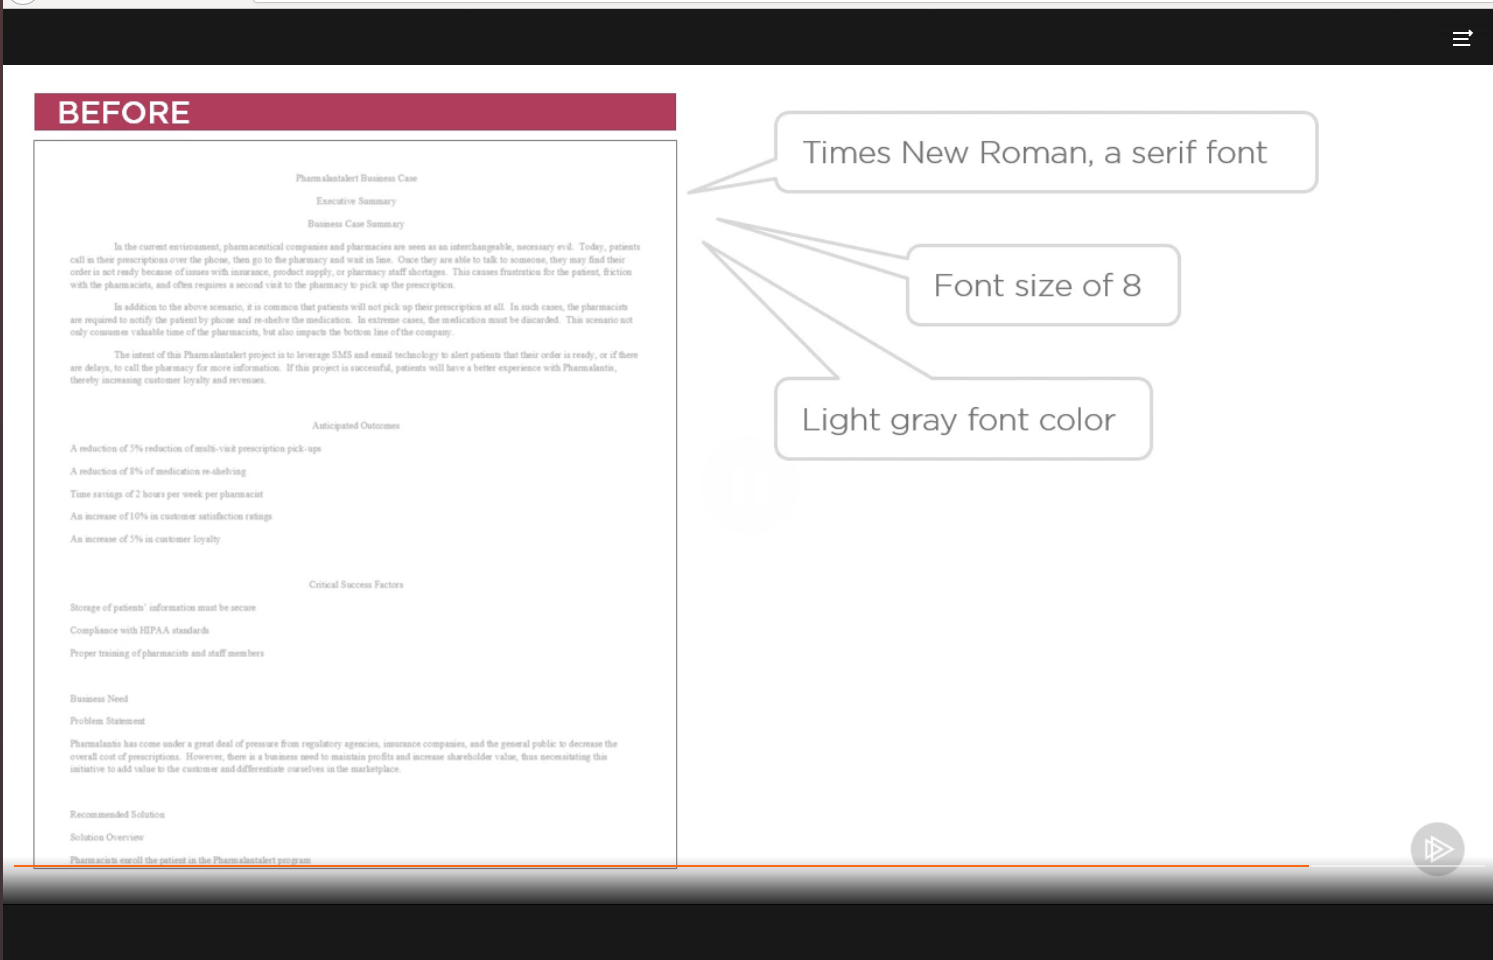 BEFORE
Pharmalantalert Business Case
Executive Summary
Business Case Summary
In the current environment, pharmaceutical companies and pharmacies are seen as an interchangeable, necessary evil. Today, patients
call in their prescriptions over the phone, then go to the pharmacy and wait in line. Once they are able to talk to someone, they may find their
order is not ready because of issues with insurance, product supply, or pharmacy staff shortages. This causes frustration for the patient, friction
with the pharmacists, and often requires a second visit to the pharmacy to pick up the prescription.
In addition to the above scenario, it is common that patients will not pick up their prescription at all. In such cases, the pharmacists
are required to notify the patient by phone and re-shelve the medication. In extreme cases, the medication must be discarded. This scenario not
only consumes valuable time of the pharmacists, but also impacts the bottom line of the company.
The intent of this Pharmalantalert project is to leverage SMS and email technology to alert patients that their order is ready, or if there
are delays, to call the pharmacy for more information. If this project is successful, patients will have a better experience with Pharmalantis,
thereby increasing customer loyalty and revenues.
Anticipated Outcomes
A reduction of 5% reduction of multi-visit prescription pick-ups
A reduction of 8% of medication re-shelving
Time savings of 2 hours per week per pharmacist
An increase of 10% in customer satisfaction ratings
An increase of 5% in customer loyalty
Critical Success Factors
Storage of patients' information must be secure
Compliance with HIPAA standards
Proper training of pharmacists and staff members
Business Need
Problem Statement
Pharmalantis has come under a great deal of pressure from regulatory agencies, insurance companies, and the general public to decrease the
overall cost of prescriptions. However, there is a business need to maintain profits and increase shareholder value, thus necessitating this
initiative to add value to the customer and differentiate ourselves in the marketplace.
Recommended Solution
Solution Overview
Pharmacists enroll the patient in the Pharmalantalert program
Times New Roman, a serif font
Font size of 8
Light gray font color